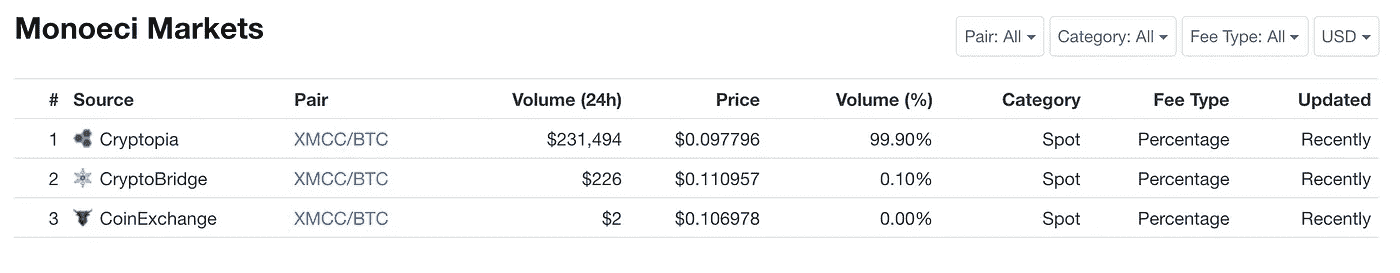 Monoeci Markets
Pair: All Category: All Fee Type: All USD
# Source Pair Volume (24h) Price Volume (%) Category Fee Type Updated
1 Cryptopia XMCC/BTC $231,494 $0.097796 99.90% Spot Percentage Recently
2 CryptoBridge XMCC/BTC $226 $0.110957 0.10% Spot Percentage Recently
3 CoinExchange XMCC/BTC $2 $0.106978 0.00% Spot Percentage Recently